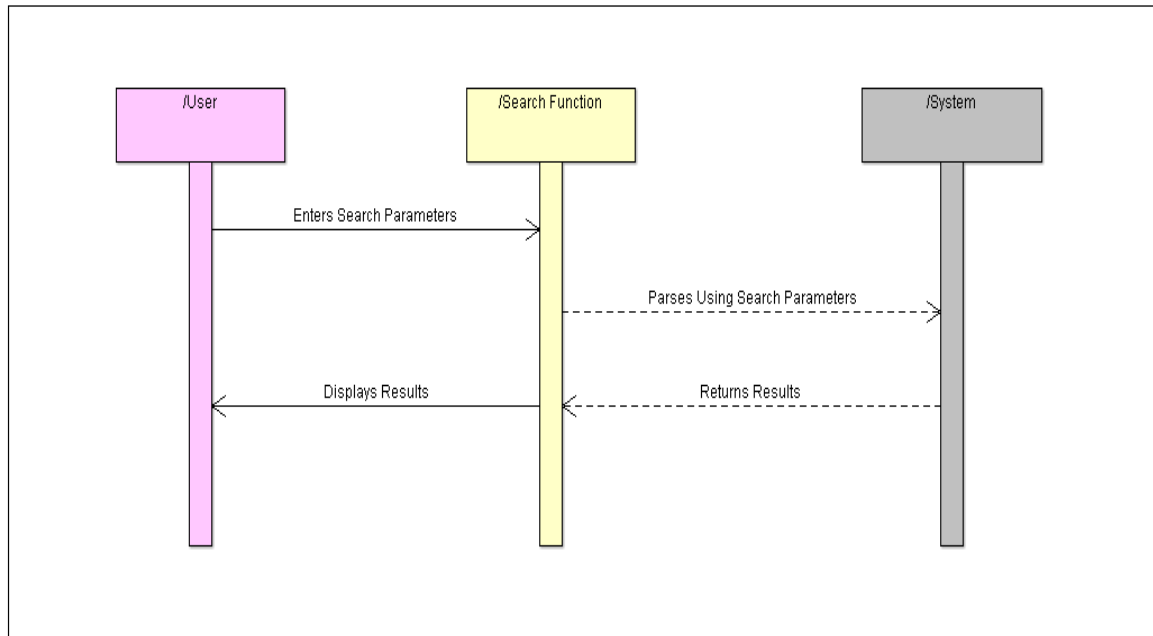 /User
/Search Function
/System
Enters Search Parameters
Parses Using Search Parameters
Displays Results
Returns Results